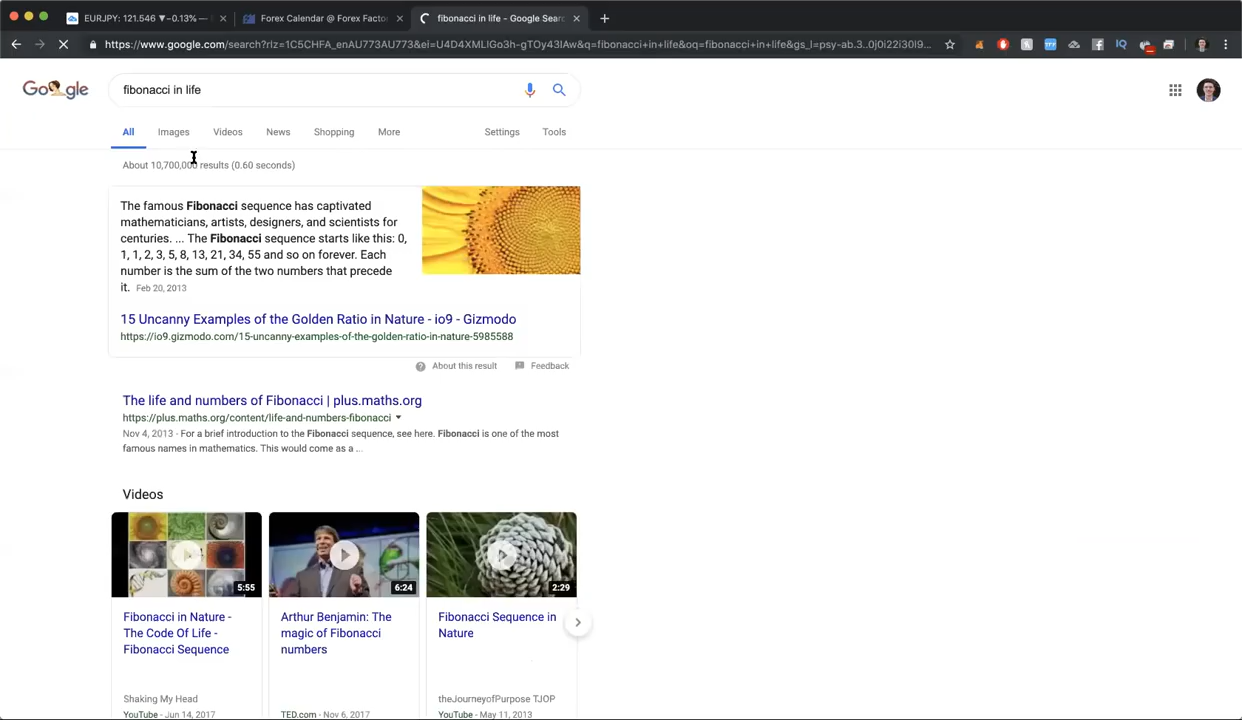 EURJPY: 121.546 ▼−0.13% —
Forex Calendar @ Forex Facto
fibonacci in life - Google Sear
https://www.google.com/search?rlz=1C5CHFA_enAU773AU773&ei=U4D4XMLIGo3h-gTOy43IAw&q=fibonacci+in+life&oq=fibonacci+in+life&gs_l=psy-ab.3..0j0i22i30l9...
Google
fibonacci in life
All Images Videos News Shopping More Settings Tools
About 10,700,000 results (0.60 seconds)
The famous Fibonacci sequence has captivated
mathematicians, artists, designers, and scientists for
centuries. ... The Fibonacci sequence starts like this: 0,
1, 1, 2, 3, 5, 8, 13, 21, 34, 55 and so on forever. Each
number is the sum of the two numbers that precede
it. Feb 20, 2013
15 Uncanny Examples of the Golden Ratio in Nature - io9 - Gizmodo
https://io9.gizmodo.com/15-uncanny-examples-of-the-golden-ratio-in-nature-5985588
About this result Feedback
The life and numbers of Fibonacci | plus.maths.org
https://plus.maths.org/content/life-and-numbers-fibonacci
Nov 4, 2013 - For a brief introduction to the Fibonacci sequence, see here. Fibonacci is one of the most
famous names in mathematics. This would come as a ...
Videos
5:55
6:24
2:29
Fibonacci in Nature -
The Code Of Life -
Fibonacci Sequence
Shaking My Head
YouTube - Jun 14, 2017
Arthur Benjamin: The
magic of Fibonacci
numbers
TED.com - Nov 6, 2017
Fibonacci Sequence in
Nature
theJourneyofPurpose TJOP
YouTube - May 11, 2013